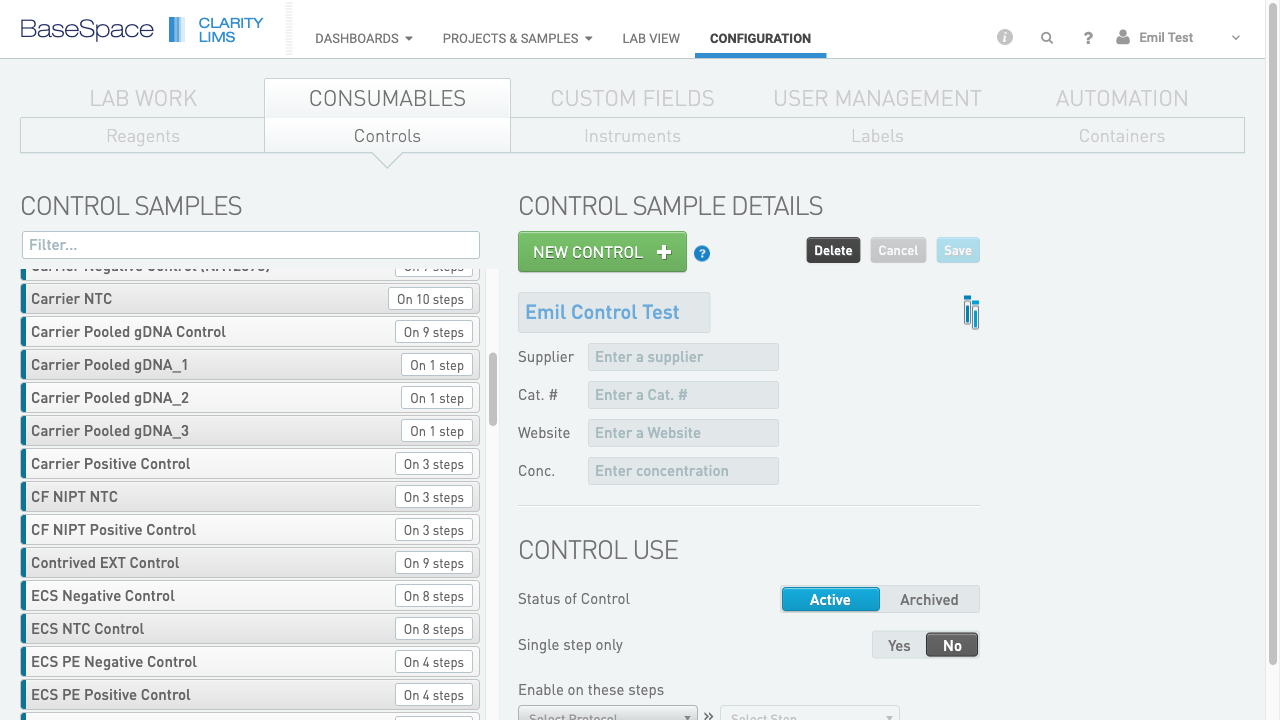 BaseSpace CLARITY LIMS
DASHBOARDS PROJECTS & SAMPLES LAB VIEW CONFIGURATION ? Emil Test
LAB WORK CONSUMABLES CUSTOM FIELDS USER MANAGEMENT AUTOMATION
Reagents Controls Instruments Labels Containers
CONTROL SAMPLES
Filter...
Carrier NTC On 10 steps
Carrier Pooled gDNA Control On 9 steps
Carrier Pooled gDNA_1 On 1 step
Carrier Pooled gDNA_2 On 1 step
Carrier Pooled gDNA_3 On 1 step
Carrier Positive Control On 3 steps
CF NIPT NTC On 3 steps
CF NIPT Positive Control On 3 steps
Contrived EXT Control On 9 steps
ECS Negative Control On 8 steps
ECS NTC Control On 8 steps
ECS PE Negative Control On 4 steps
ECS PE Positive Control On 4 steps
CONTROL SAMPLE DETAILS
NEW CONTROL + ? Delete Cancel Save
Emil Control Test
Supplier Enter a supplier
Cat. # Enter a Cat. #
Website Enter a Website
Conc. Enter concentration
CONTROL USE
Status of Control Active Archived
Single step only Yes No
Enable on these steps
Select Protocol » Select Step